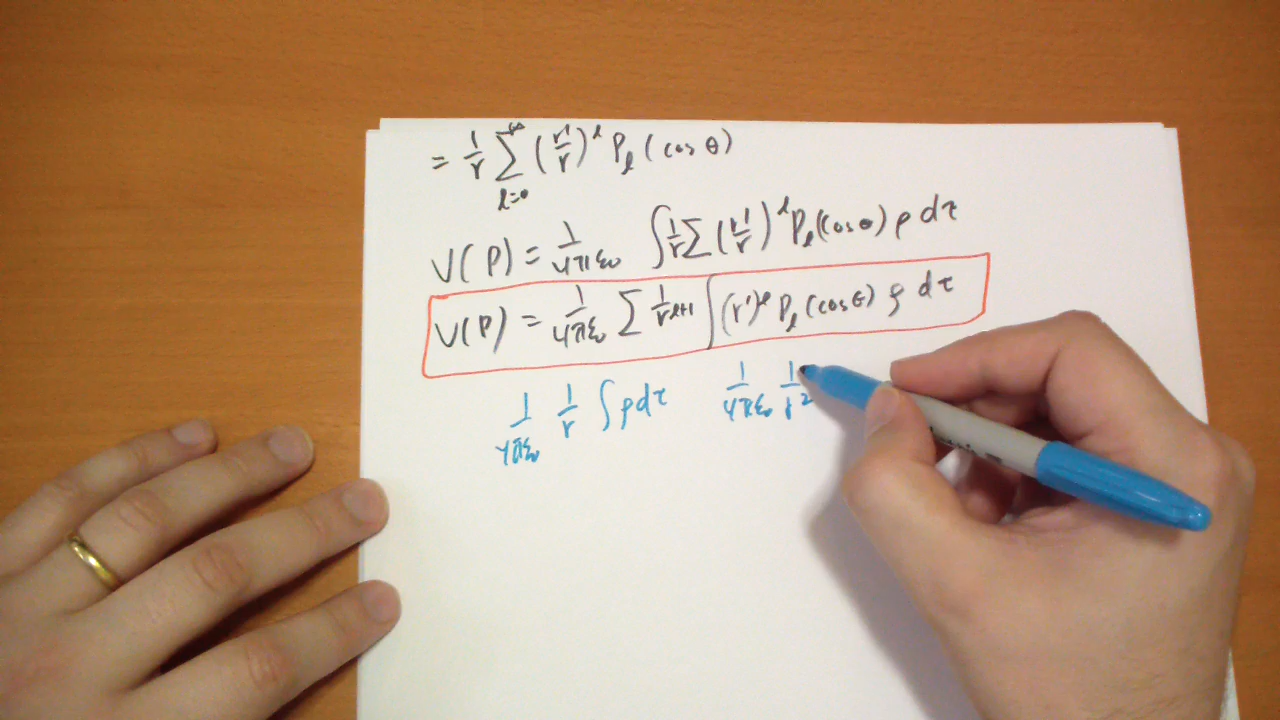 = 1/r ∑_{l=0}^{∞} (r'/r)^l P_l (cos θ)
V(P) = 1/4πε₀ ∫ 1/r ∑ (r'/r)^l P_l (cos θ) ρ dτ
V(P) = 1/4πε₀ ∑ 1/r^{l+1} ∫ (r')^l P_l (cos θ) ρ dτ
1/4πε₀ 1/r ∫ ρ dτ 1/4πε₀ 1/r²